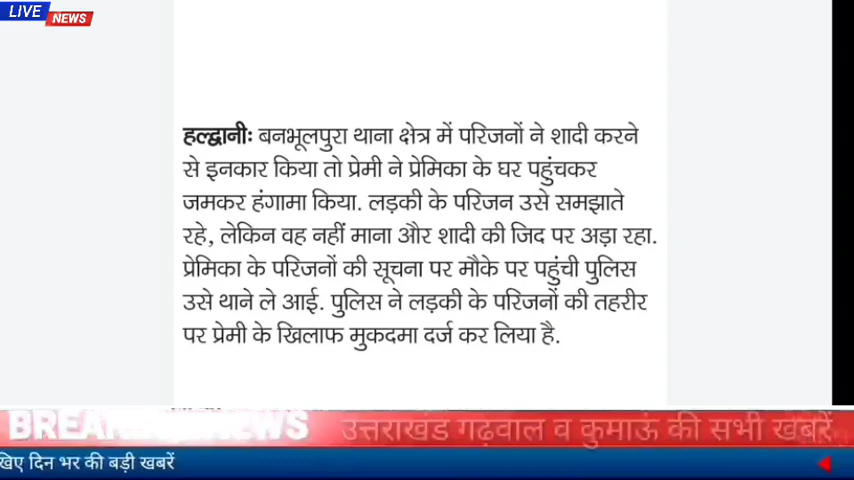 LIVE
NEWS
हल्द्वानीः बनभूलपुरा थाना क्षेत्र में परिजनों ने शादी करने
से इनकार किया तो प्रेमी ने प्रेमिका के घर पहुंचकर
जमकर हंगामा किया. लड़की के परिजन उसे समझाते
रहे, लेकिन वह नहीं माना और शादी की जिद पर अड़ा रहा.
प्रेमिका के परिजनों की सूचना पर मौके पर पहुंची पुलिस
उसे थाने ले आई. पुलिस ने लड़की के परिजनों की तहरीर
पर प्रेमी के खिलाफ मुकदमा दर्ज कर लिया है.
BREAKING NEWS
उत्तराखंड गढ़वाल व कुमाऊं की सभी खबरें
खिए दिन भर की बड़ी खबरें